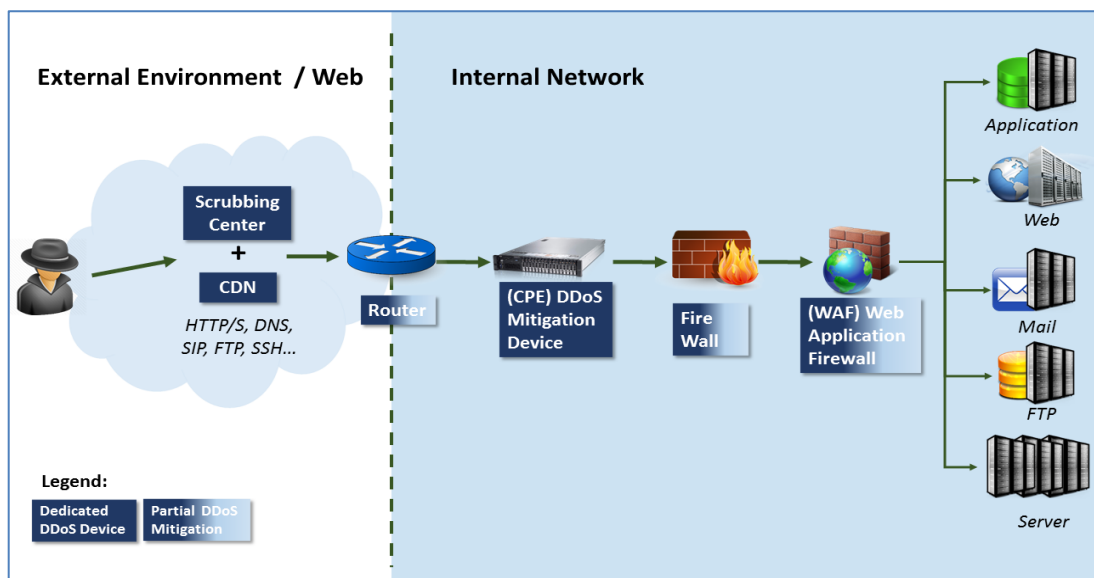 External Environment / Web
Internal Network
Scrubbing
Center
+
CDN
HTTP/S, DNS,
SIP, FTP, SSH...
Router
(CPE) DDoS
Mitigation
Device
Fire
Wall
(WAF) Web
Application
Firewall
Application
Web
Mail
FTP
Server
Legend:
Dedicated
DDoS Device
Partial DDoS
Mitigation